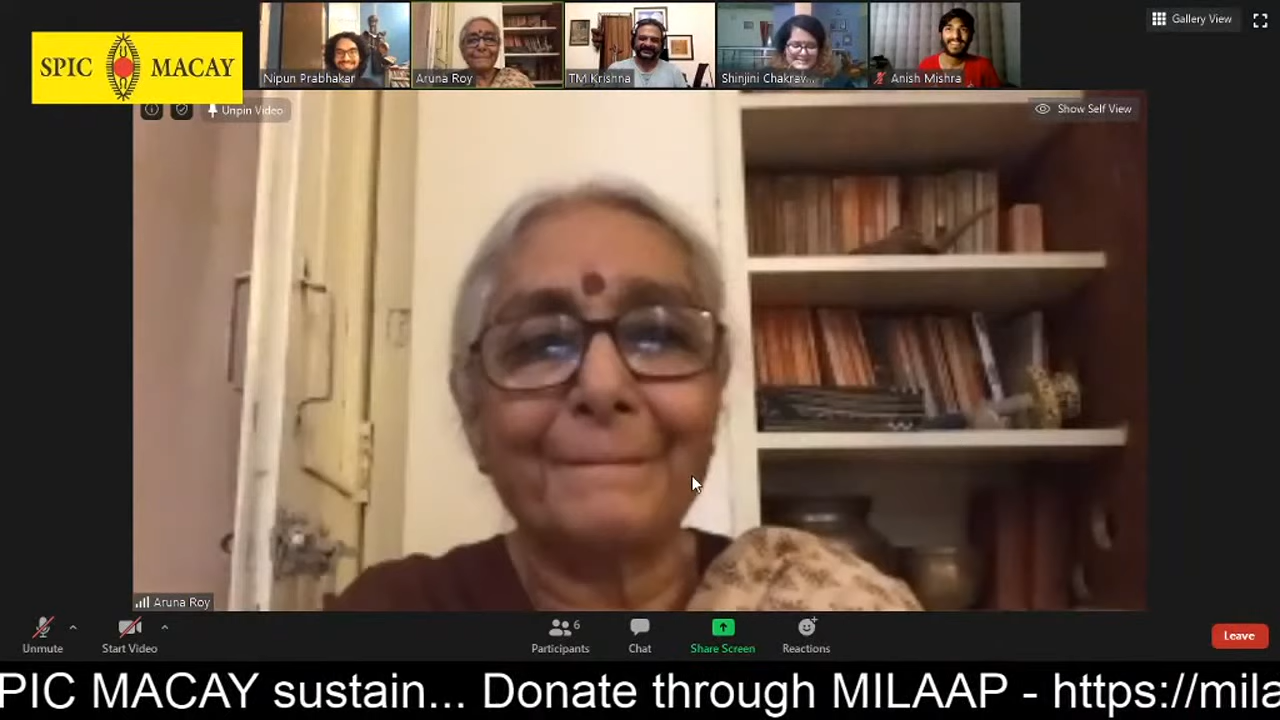 SPIC MACAY
Nipun Prabhakar
Aruna Roy
TM Krishna
Shinjini Chakrav...
Anish Mishra
Gallery View
Unpin Video
Show Self View
Aruna Roy
Unmute
Start Video
Participants
6
Chat
Share Screen
Reactions
Leave
PIC MACAY sustain... Donate through MILAAP - https://mila